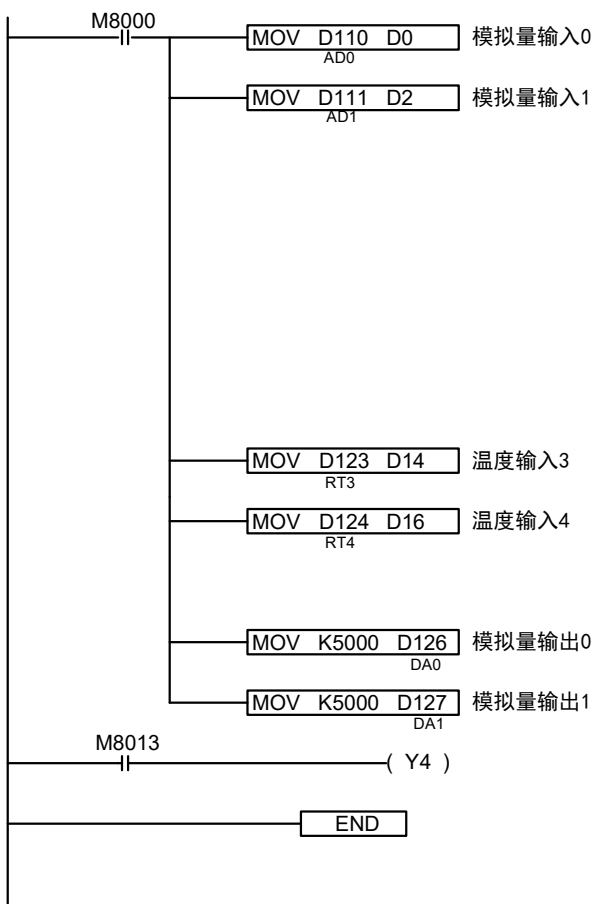 M8000
MOV D110 D0 模拟量输入0
AD0
MOV D111 D2 模拟量输入1
AD1
MOV D123 D14 温度输入3
RT3
MOV D124 D16 温度输入4
RT4
MOV K5000 D126 模拟量输出0
DA0
MOV K5000 D127 模拟量输出1
DA1
M8013
( Y4 )
END